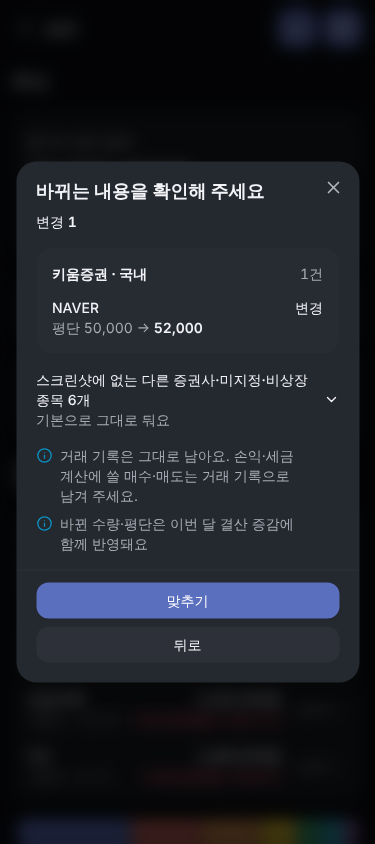 바뀌는 내용을 확인해 주세요
변경 1
키움증권 · 국내 1건
NAVER 변경
평단 50,000 → 52,000
스크린샷에 없는 다른 증권사·미지정·비상장
종목 6개
기본으로 그대로 둬요
거래 기록은 그대로 남아요. 손익·세금
계산에 쓸 매수·매도는 거래 기록으로
남겨 주세요.
바뀐 수량·평단은 이번 달 결산 증감에
함께 반영돼요
맞추기
뒤로